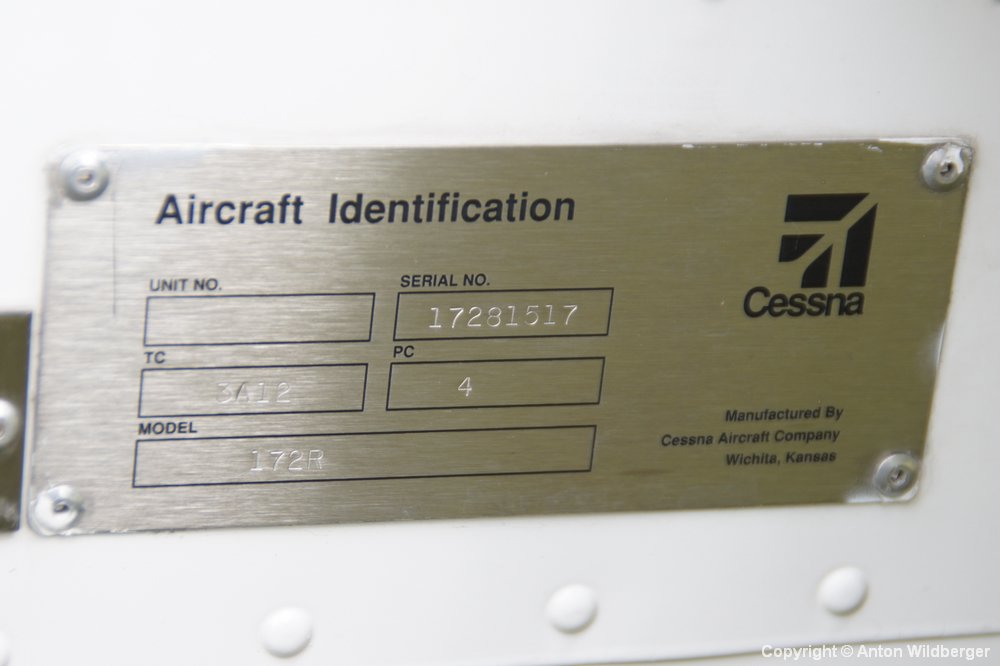 Aircraft Identification
Cessna
UNIT NO.
SERIAL NO.
17281517
TC
3A12
PC
4
MODEL
172R
Manufactured By
Cessna Aircraft Company
Wichita, Kansas
Copyright © Anton Wildberger